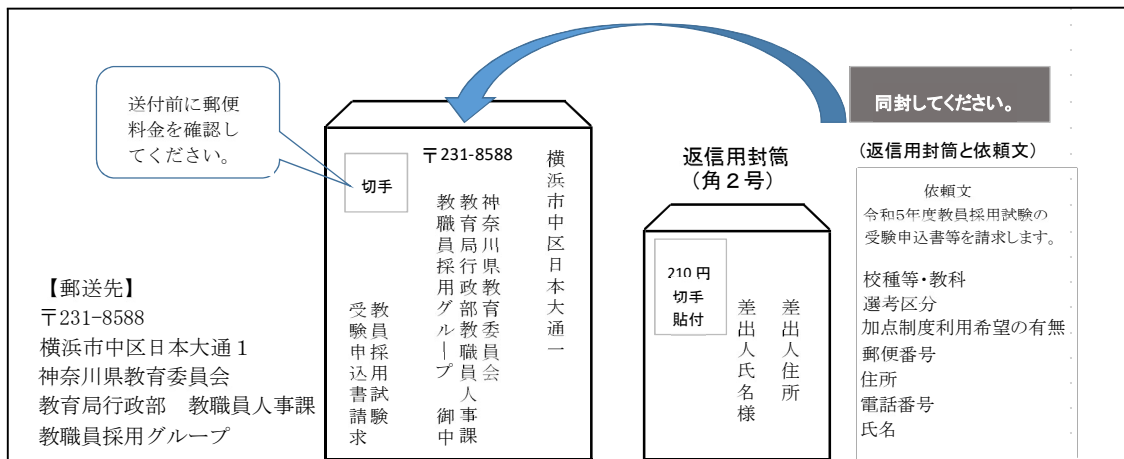 送付前に郵便
料金を確認し
てください。
【郵送先】
〒231-8588
横浜市中区日本大通1
神奈川県教育委員会
教育局行政部 教職員人事課
教職員採用グループ
切手
〒231-8588
横浜市中区日本大通一
神奈川県教育委員会
教育局行政部教職員人事課
教職員採用グループ 御中
教員採用試験
受験申込書請求
返信用封筒
(角2号)
210円
切手
貼付
差出人住所
差出人氏名様
同封してください。
(返信用封筒と依頼文)
依頼文
令和5年度教員採用試験の
受験申込書等を請求します。
校種等・教科
選考区分
加点制度利用希望の有無
郵便番号
住所
電話番号
氏名